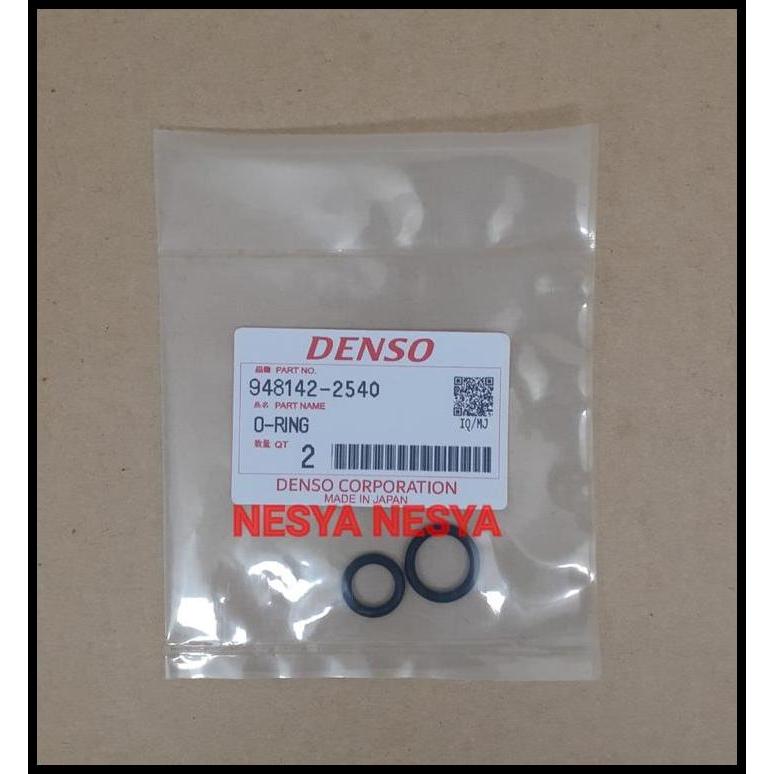 DENSO
品番 PART NO.
948142-2540
品名 PART NAME
IQ/MJ
O-RING
数量 QT
2
DENSO CORPORATION
MADE IN JAPAN
NESYA NESYA